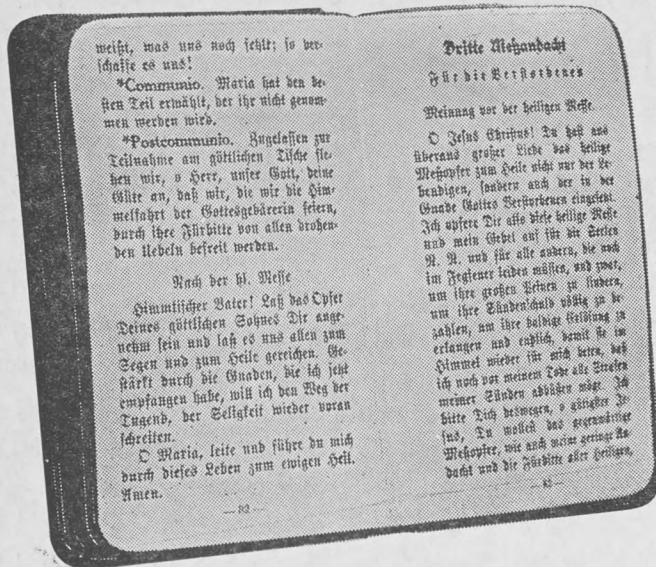 weißt, was uns noch fehlt; so ver-
schaffe es uns!
*Communio. Maria hat den be-
sten Teil erwählt, der ihr nicht genom-
men werden wird.
*Postcommunio. Zugelassen zur
Teilnahme am göttlichen Tische fle-
hen wir, o Herr, unser Gott, deine
Güte an, daß wir, die wir die Him-
melfahrt der Gottesgebärerin feiern,
durch ihre Fürbitte von allen drohen-
den Uebeln befreit werden.
Nach der hl. Messe
Himmlischer Vater! Laß das Opfer
Deines göttlichen Sohnes Dir ange-
nehm sein und laß es uns allen zum
Segen und zum Heile gereichen. Ge-
stärkt durch die Gnaden, die ich jetzt
empfangen habe, will ich den Weg der
Tugend, der Seligkeit wieder voran
schreiten.
O Maria, leite und führe du mich
durch dieses Leben zum ewigen Heil.
Amen.
Dritte Meßandacht
Für die Verstorbenen
Meinung vor der heiligen Messe.
O Jesus Christus! Du hast aus
überaus großer Liebe das heilige
Meßopfer zum Heile nicht nur der Le-
bendigen, sondern auch der in der
Gnade Gottes Verstorbenen eingesetzt.
Ich opfere Dir also diese heilige Messe
und mein Gebet auf für die Seelen
N. N. und für alle andern, die noch
im Fegfeuer leiden müssen, und zwar,
um ihre großen Peinen zu lindern,
um ihre Sündenschuld völlig zu be-
zahlen, um ihre baldige Erlösung zu
erlangen und endlich, damit sie im
Himmel wieder für mich beten, daß
ich noch vor meinem Tode alle Strafen
meiner Sünden abbüßen möge. Ich
bitte Dich deswegen, o gütigster Je-
sus, Du wollest das gegenwärtige
Meßopfer, wie auch meine geringe An-
dacht und die Fürbitte aller Heiligen,